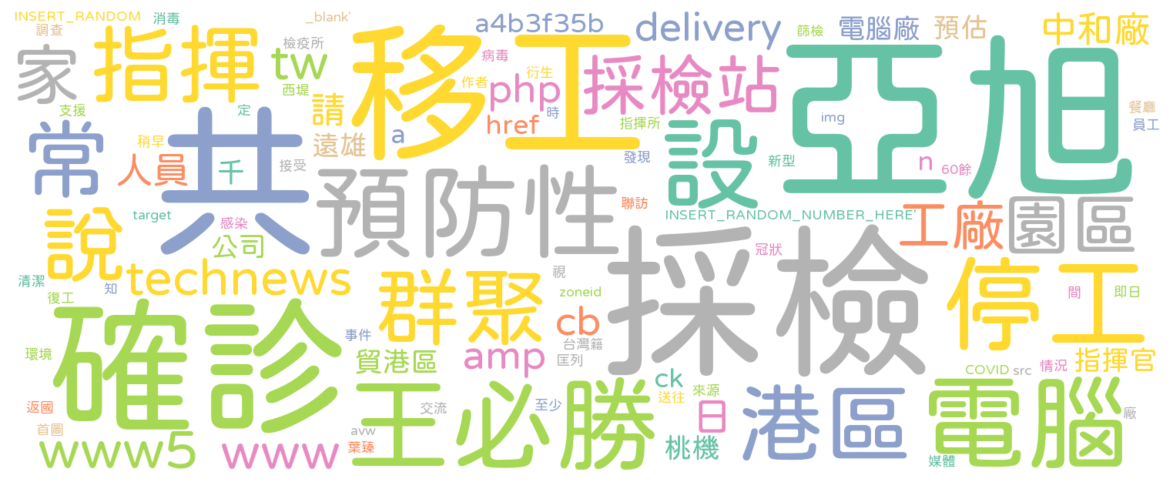 INSERT_RANDOM 消毒 _blank' a4b3f35b delivery 篩檢 電腦廠 預估 中和廠
調查 檢疫所 病毒
家 指揮 tw 移工 作者 衍生 採檢站 亞旭
西堤 php
支援 定 請 a href 時 指揮所 img 餐廳
常 稍早 共 遠雄 設 員工
人員 千 接受 發現 新型 n 60餘
預防性 聯訪
target 感染 INSERT_RANDOM_NUMBER_HERE' 工廠 園區
說 公司 採檢 冠狀
清潔 知 technews 群聚 視 停工 間 即日
復工 zoneid
確診 事件 cb
環境 貿港區 amp 台灣籍 指揮官
匡列 COVID src 情況
王必勝 ck 來源
返國 交流 至少 送往 日 港區 電腦 廠
首圖 avw
www5 www 葉臻 桃機 媒體